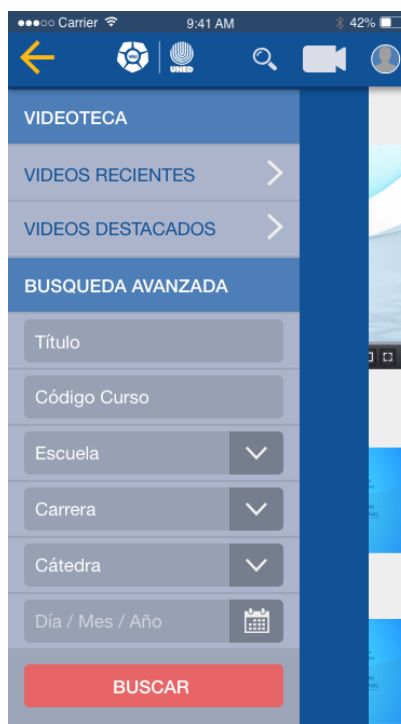 Carrier 9:41 AM 42%
UNED
VIDEOTECA
VIDEOS RECIENTES
VIDEOS DESTACADOS
BUSQUEDA AVANZADA
Título
Código Curso
Escuela
Carrera
Cátedra
Día / Mes / Año
BUSCAR